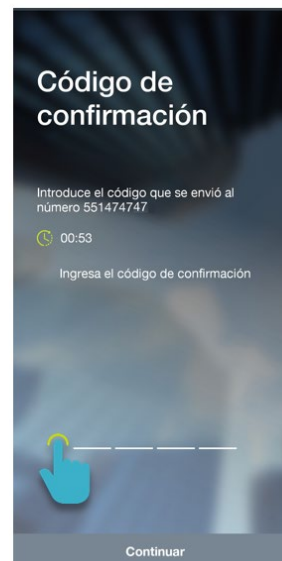 Código de
confirmación
Introduce el código que se envió al
número 551474747
00:53
Ingresa el código de confirmación
Continuar